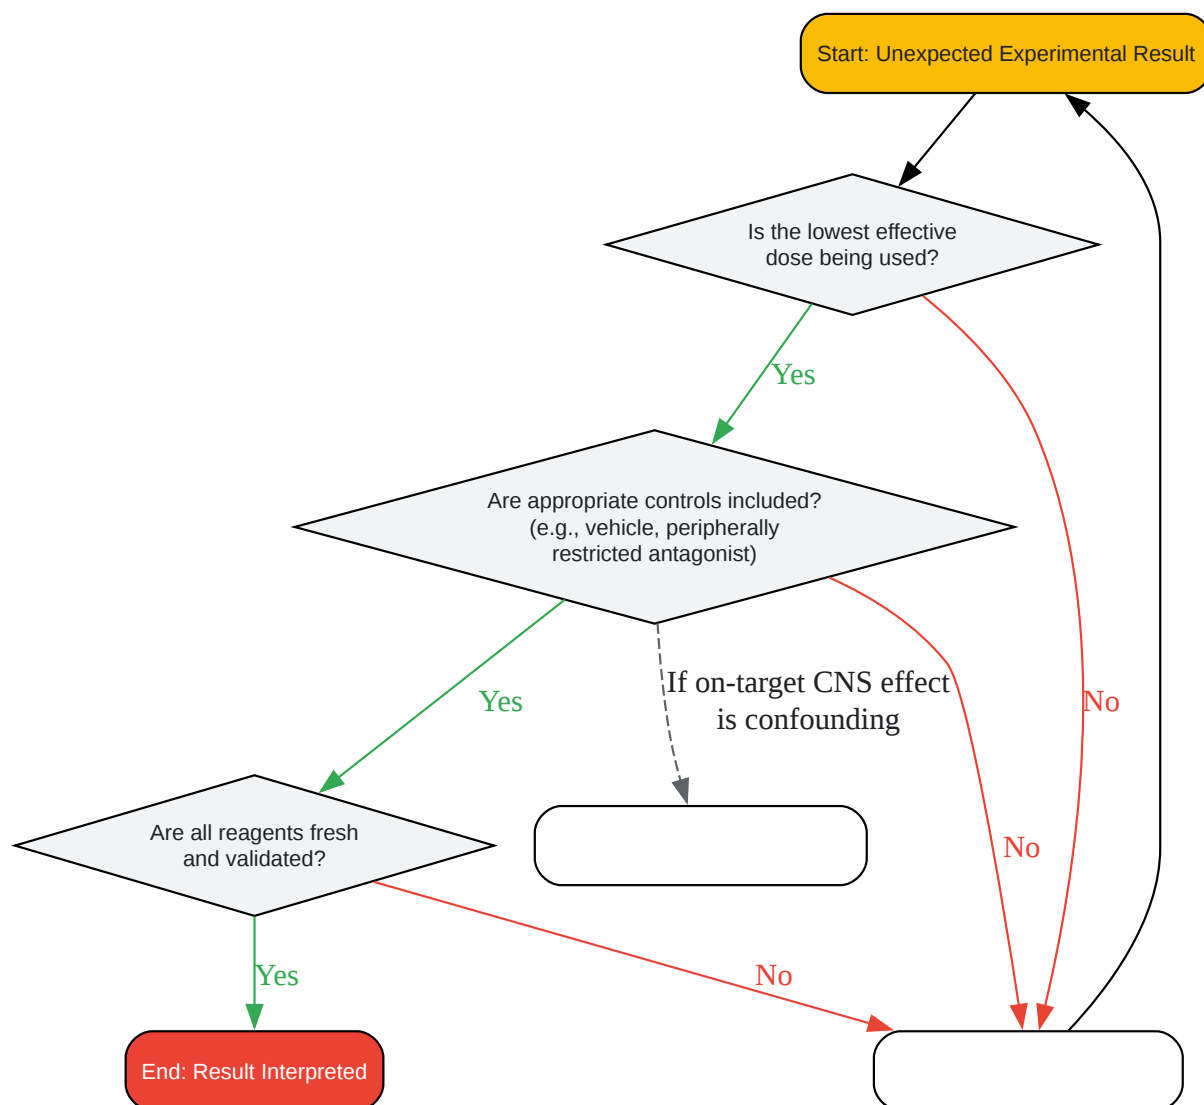 Start: Unexpected Experimental Result
Is the lowest effective
dose being used?
Yes
Are appropriate controls included?
(e.g., vehicle, peripherally
restricted antagonist)
Yes
If on-target CNS effect
is confounding
No
Are all reagents fresh
and validated?
No
Yes
No
End: Result Interpreted